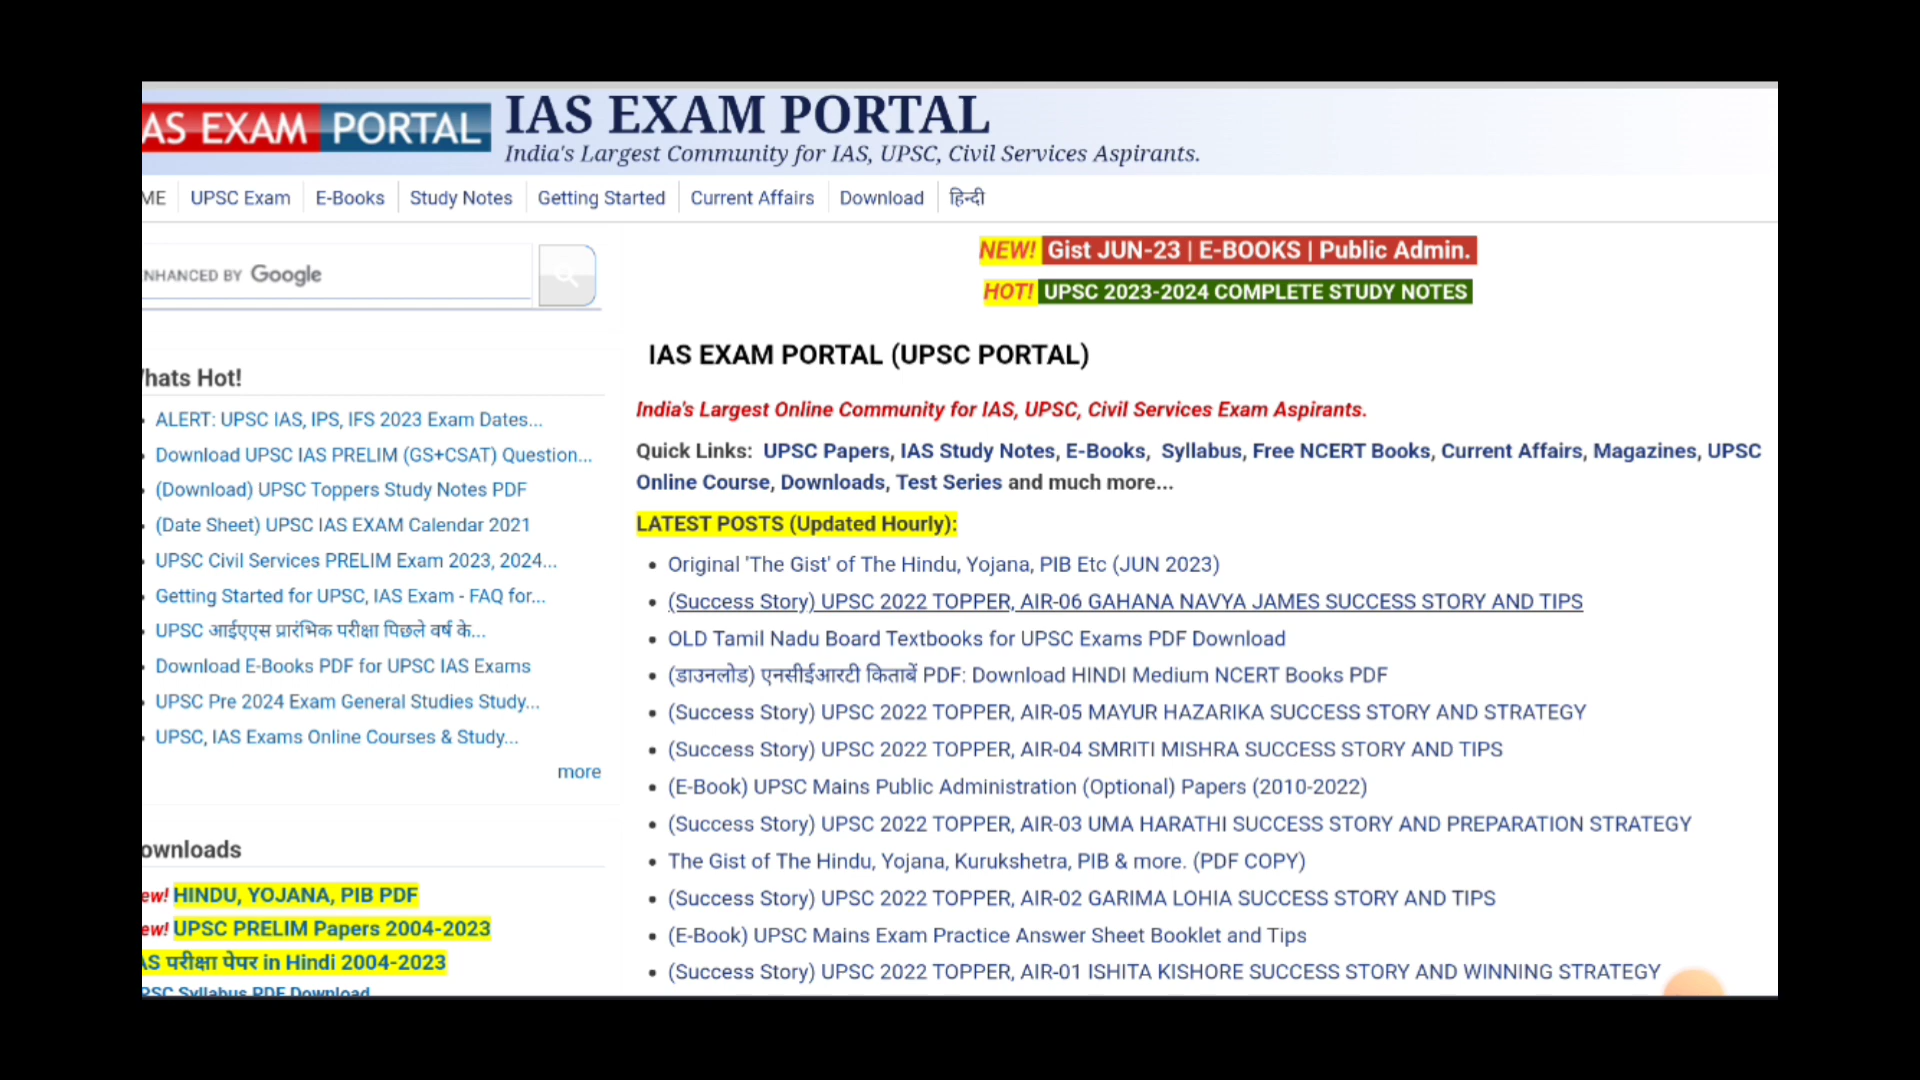 AS EXAM PORTAL
IAS EXAM PORTAL
India's Largest Community for IAS, UPSC, Civil Services Aspirants.
ME UPSC Exam E-Books Study Notes Getting Started Current Affairs Download हिन्दी
NHANCED BY Google
NEW! Gist JUN-23 | E-BOOKS | Public Admin.
HOT! UPSC 2023-2024 COMPLETE STUDY NOTES
hats Hot!
• ALERT: UPSC IAS, IPS, IFS 2023 Exam Dates...
• Download UPSC IAS PRELIM (GS+CSAT) Question...
• (Download) UPSC Toppers Study Notes PDF
• (Date Sheet) UPSC IAS EXAM Calendar 2021
• UPSC Civil Services PRELIM Exam 2023, 2024...
• Getting Started for UPSC, IAS Exam - FAQ for...
• UPSC आईएएस प्रारंभिक परीक्षा पिछले वर्ष के...
• Download E-Books PDF for UPSC IAS Exams
• UPSC Pre 2024 Exam General Studies Study...
• UPSC, IAS Exams Online Courses & Study...
more
ownloads
ew! HINDU, YOJANA, PIB PDF
ew! UPSC PRELIM Papers 2004-2023
AS परीक्षा पेपर in Hindi 2004-2023
PSC Syllabus PDF Download
IAS EXAM PORTAL (UPSC PORTAL)
India's Largest Online Community for IAS, UPSC, Civil Services Exam Aspirants.
Quick Links: UPSC Papers, IAS Study Notes, E-Books, Syllabus, Free NCERT Books, Current Affairs, Magazines, UPSC
Online Course, Downloads, Test Series and much more...
LATEST POSTS (Updated Hourly):
• Original 'The Gist' of The Hindu, Yojana, PIB Etc (JUN 2023)
• (Success Story) UPSC 2022 TOPPER, AIR-06 GAHANA NAVYA JAMES SUCCESS STORY AND TIPS
• OLD Tamil Nadu Board Textbooks for UPSC Exams PDF Download
• (डाउनलोड) एनसीईआरटी किताबें PDF: Download HINDI Medium NCERT Books PDF
• (Success Story) UPSC 2022 TOPPER, AIR-05 MAYUR HAZARIKA SUCCESS STORY AND STRATEGY
• (Success Story) UPSC 2022 TOPPER, AIR-04 SMRITI MISHRA SUCCESS STORY AND TIPS
• (E-Book) UPSC Mains Public Administration (Optional) Papers (2010-2022)
• (Success Story) UPSC 2022 TOPPER, AIR-03 UMA HARATHI SUCCESS STORY AND PREPARATION STRATEGY
• The Gist of The Hindu, Yojana, Kurukshetra, PIB & more. (PDF COPY)
• (Success Story) UPSC 2022 TOPPER, AIR-02 GARIMA LOHIA SUCCESS STORY AND TIPS
• (E-Book) UPSC Mains Exam Practice Answer Sheet Booklet and Tips
• (Success Story) UPSC 2022 TOPPER, AIR-01 ISHITA KISHORE SUCCESS STORY AND WINNING STRATEGY